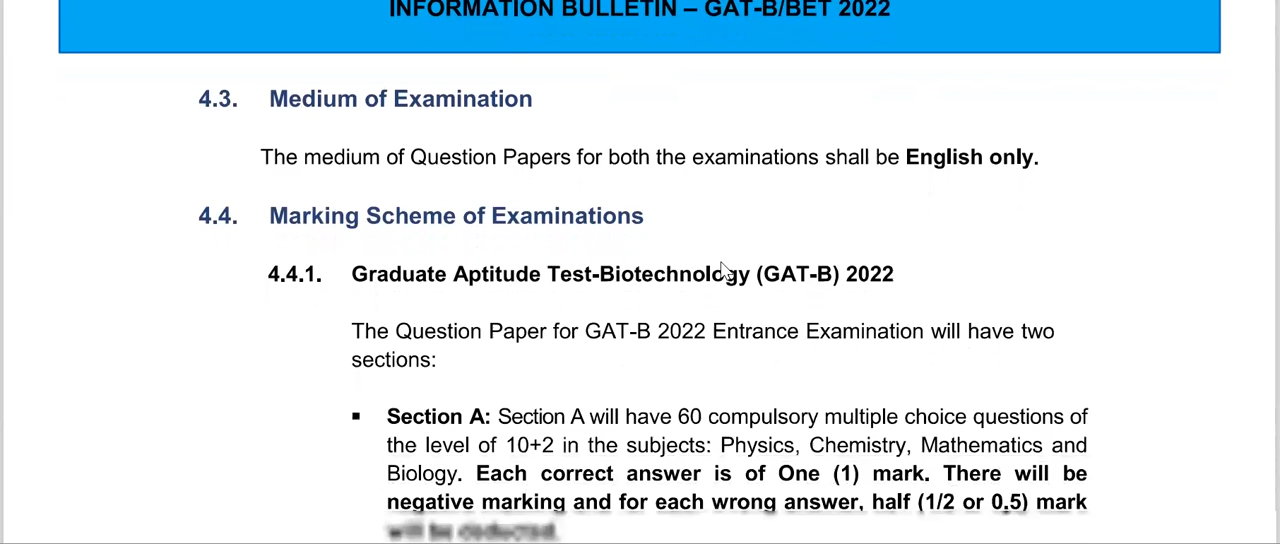 INFORMATION BULLETIN – GAT-B/BET 2022
4.3. Medium of Examination
The medium of Question Papers for both the examinations shall be English only.
4.4. Marking Scheme of Examinations
4.4.1. Graduate Aptitude Test-Biotechnology (GAT-B) 2022
The Question Paper for GAT-B 2022 Entrance Examination will have two
sections:
▪ Section A: Section A will have 60 compulsory multiple choice questions of
the level of 10+2 in the subjects: Physics, Chemistry, Mathematics and
Biology. Each correct answer is of One (1) mark. There will be
negative marking and for each wrong answer, half (1/2 or 0.5) mark
will be deducted.